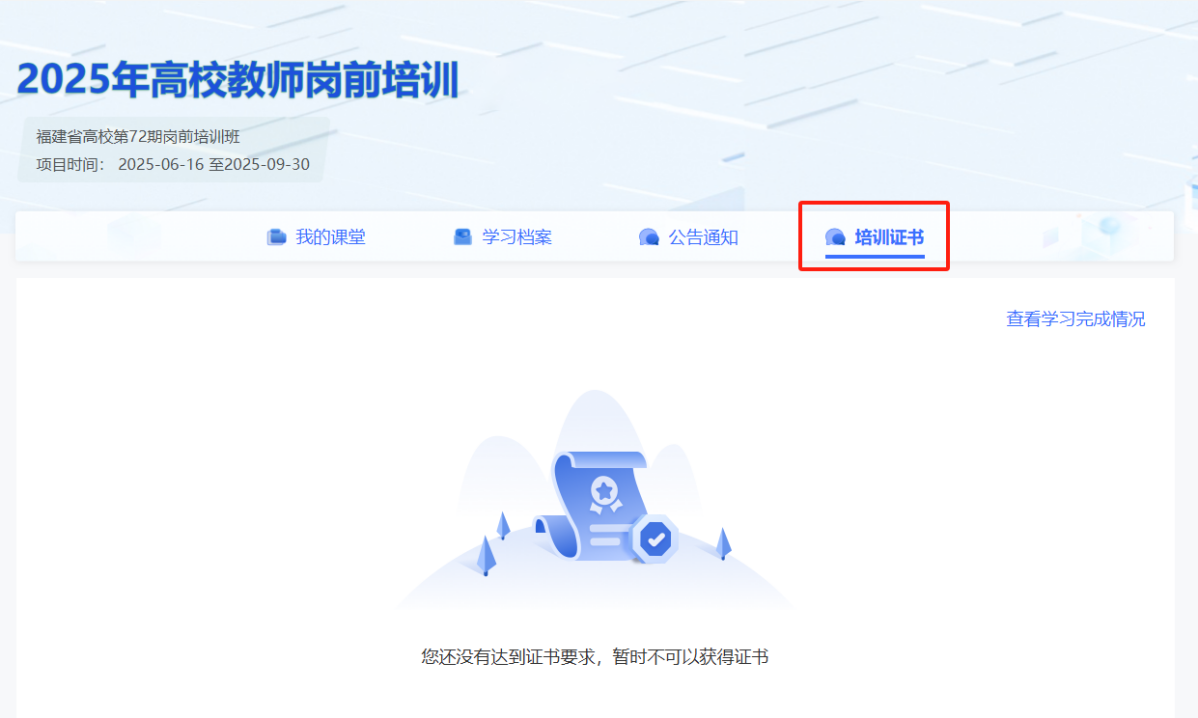 2025年高校教师岗前培训
福建省高校第72期岗前培训班
项目时间： 2025-06-16 至2025-09-30
我的课堂 学习档案 公告通知 培训证书
查看学习完成情况
您还没有达到证书要求，暂时不可以获得证书